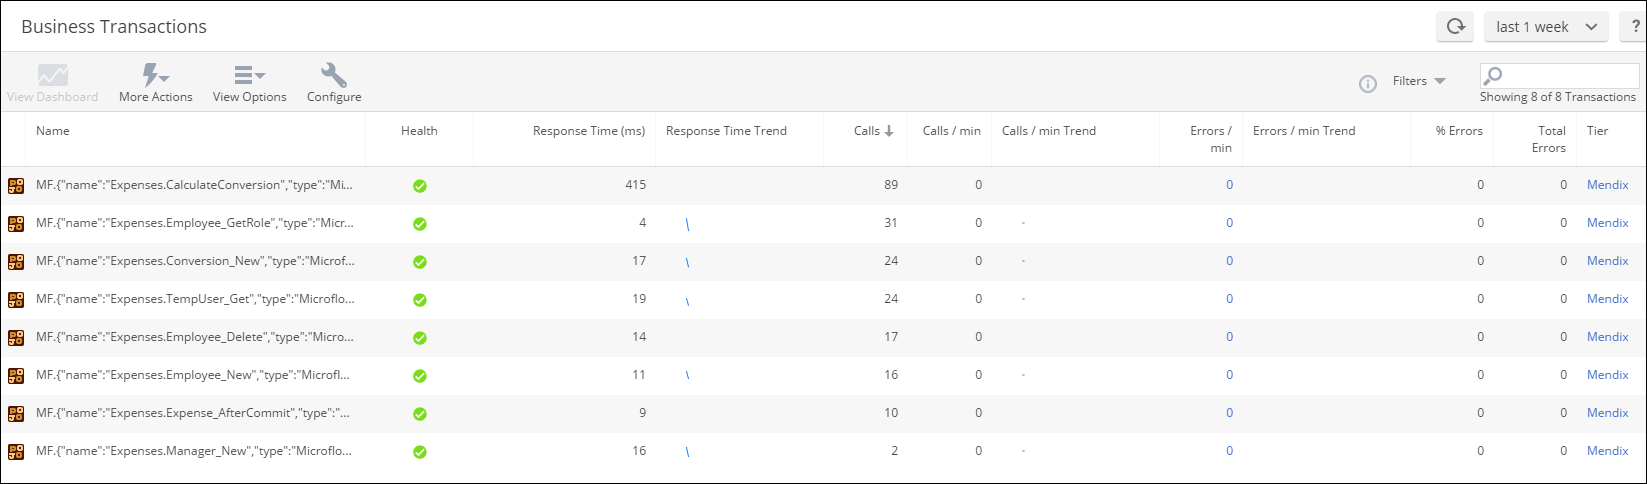 Business Transactions
last 1 week
?
View Dashboard
More Actions
View Options
Configure
Filters
Showing 8 of 8 Transactions
Name Health Response Time (ms) Response Time Trend Calls Calls / min Calls / min Trend Errors / min Errors / min Trend % Errors Total Errors Tier
MF.{"name":"Expenses.CalculateConversion","type":"Mi... 415 89 0 0 0 0 Mendix
MF.{"name":"Expenses.Employee_GetRole","type":"Micr... 4 31 0 0 0 0 Mendix
MF.{"name":"Expenses.Conversion_New","type":"Microf... 17 24 0 0 0 0 Mendix
MF.{"name":"Expenses.TempUser_Get","type":"Microflo... 19 24 0 0 0 0 Mendix
MF.{"name":"Expenses.Employee_Delete","type":"Micro... 14 17 0 0 0 0 Mendix
MF.{"name":"Expenses.Employee_New","type":"Microfl... 11 16 0 0 0 0 Mendix
MF.{"name":"Expenses.Expense_AfterCommit","type":"... 9 10 0 0 0 0 Mendix
MF.{"name":"Expenses.Manager_New","type":"Microflo... 16 2 0 0 0 0 Mendix